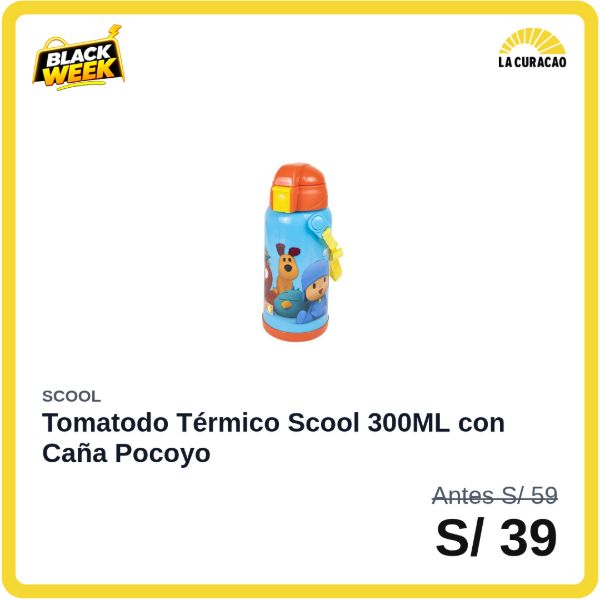 BLACK
WEEK
LA CURACAO
SCOOL
Tomatodo Térmico Scool 300ML con
Caña Pocoyo
Antes S/ 59
S/ 39